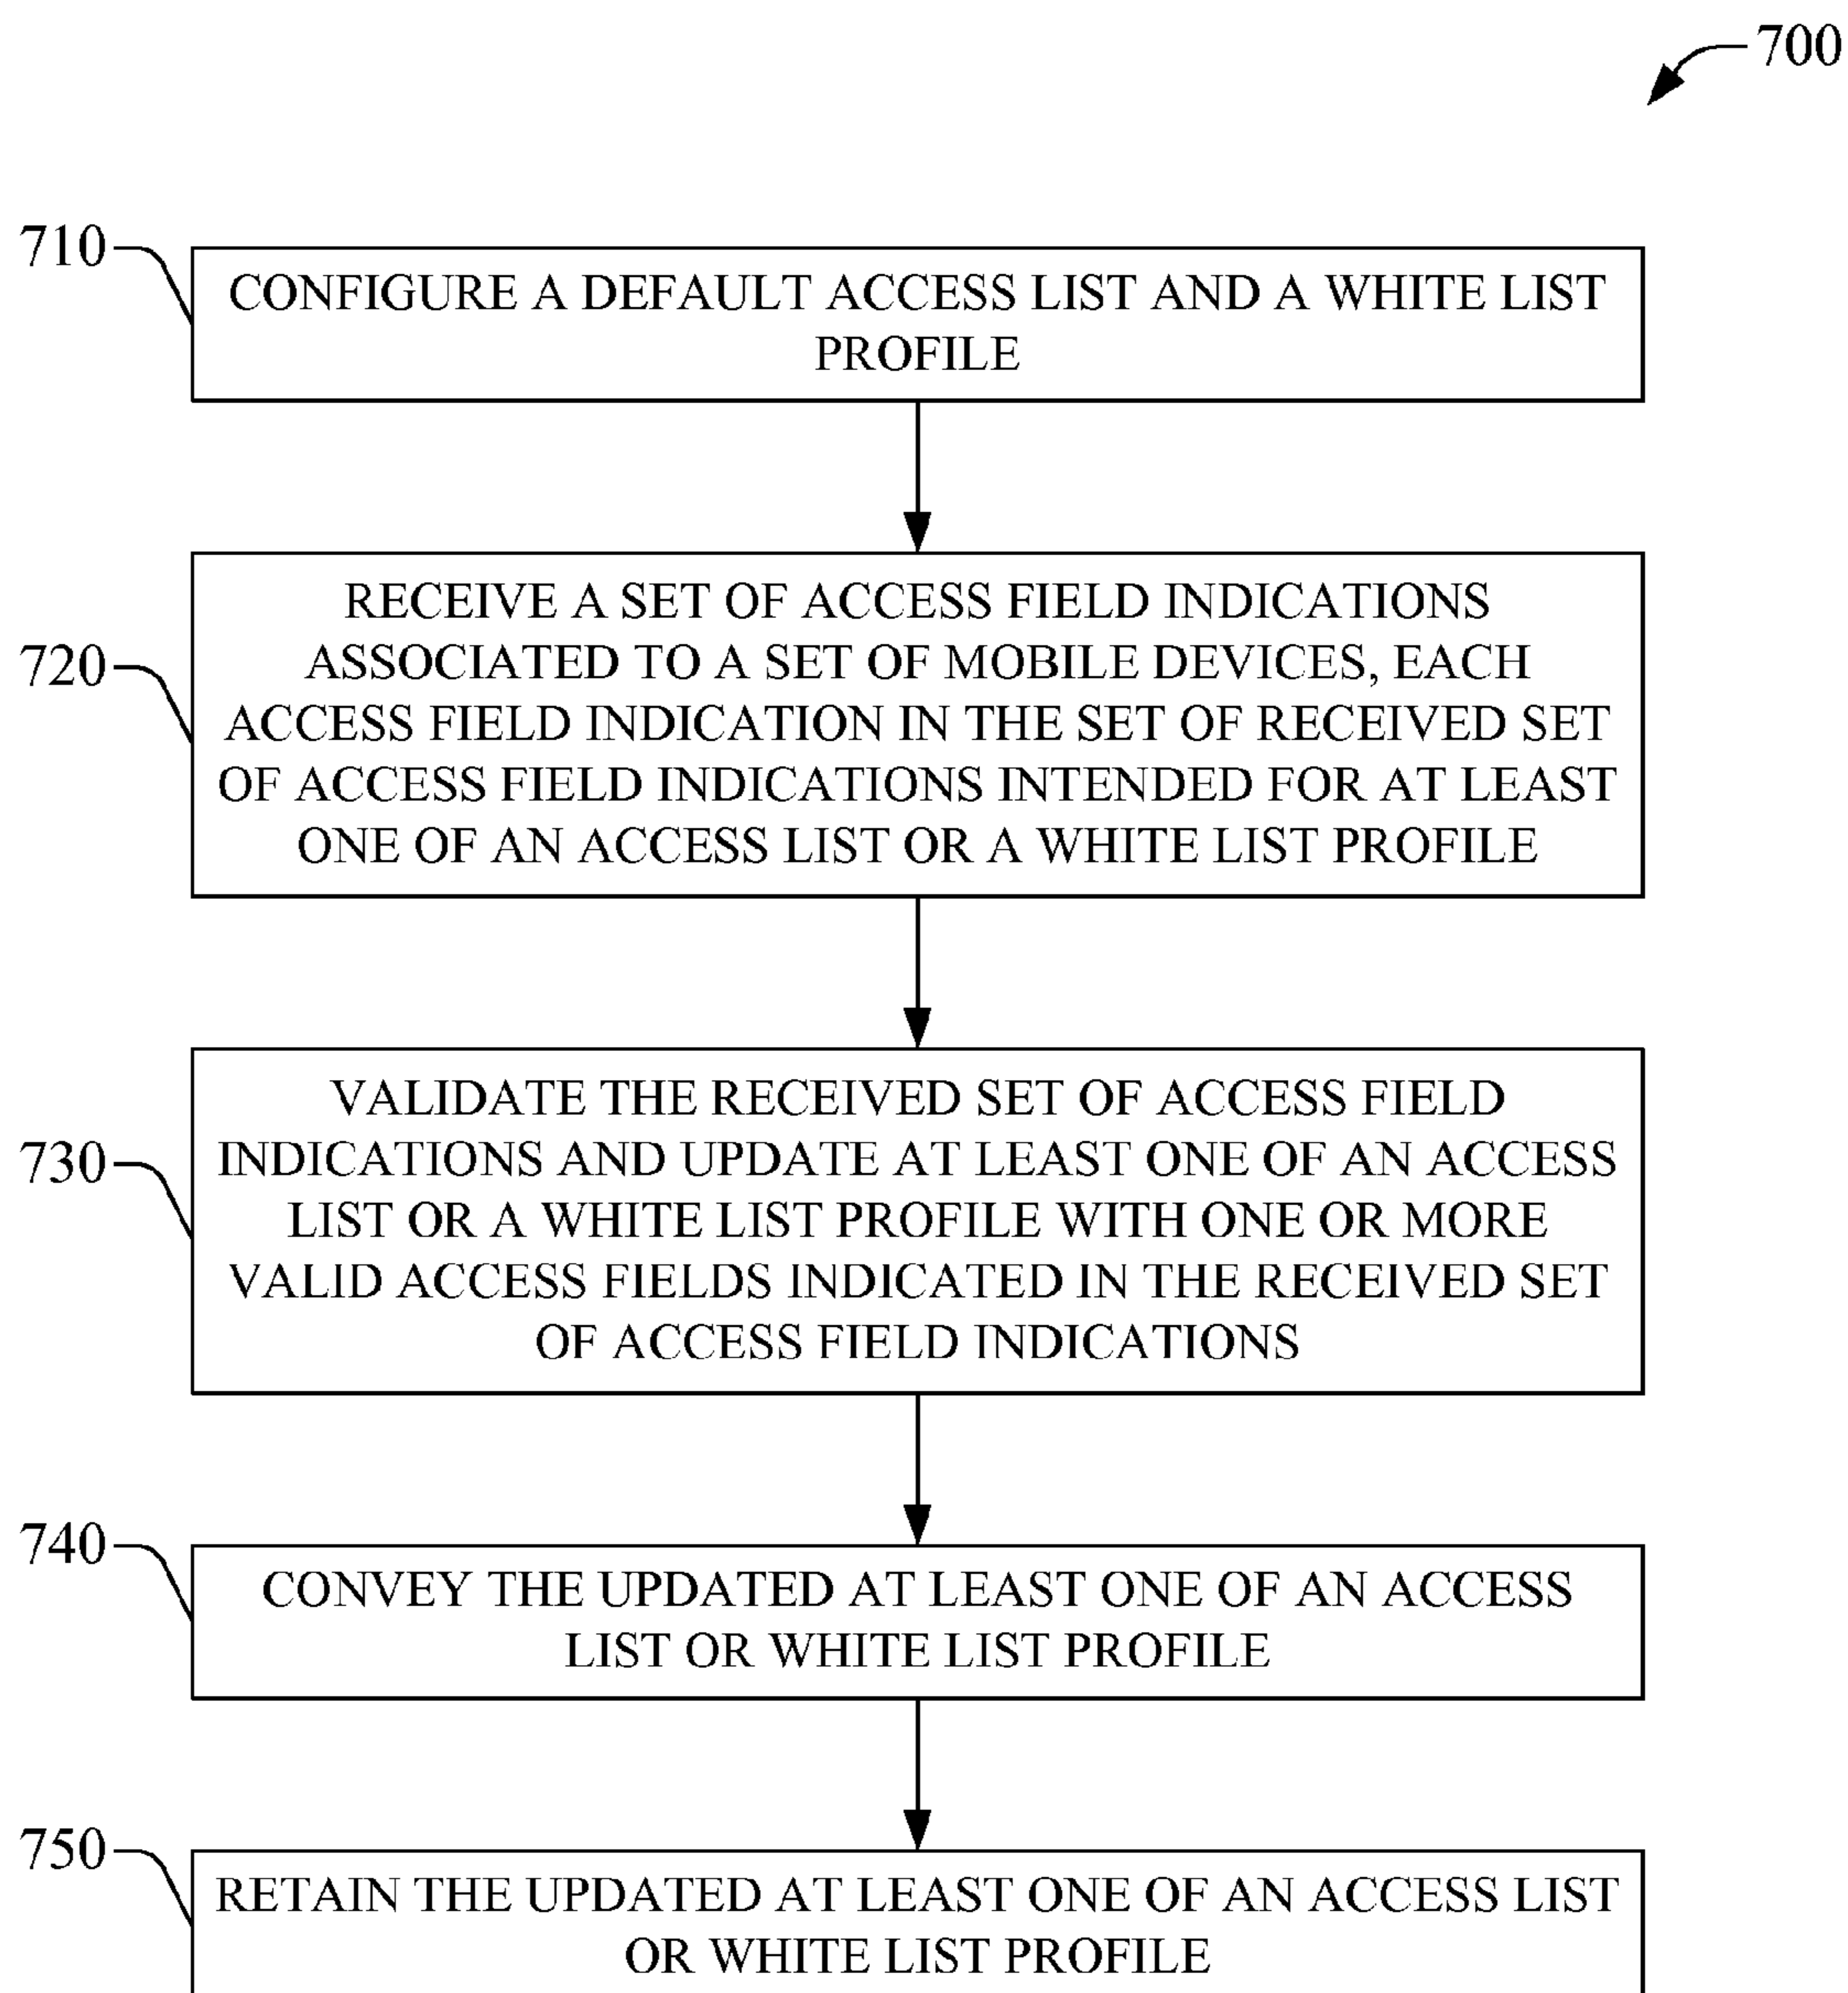 700
710
CONFIGURE A DEFAULT ACCESS LIST AND A WHITE LIST
PROFILE
720
RECEIVE A SET OF ACCESS FIELD INDICATIONS
ASSOCIATED TO A SET OF MOBILE DEVICES, EACH
ACCESS FIELD INDICATION IN THE SET OF RECEIVED SET
OF ACCESS FIELD INDICATIONS INTENDED FOR AT LEAST
ONE OF AN ACCESS LIST OR A WHITE LIST PROFILE
730
VALIDATE THE RECEIVED SET OF ACCESS FIELD
INDICATIONS AND UPDATE AT LEAST ONE OF AN ACCESS
LIST OR A WHITE LIST PROFILE WITH ONE OR MORE
VALID ACCESS FIELDS INDICATED IN THE RECEIVED SET
OF ACCESS FIELD INDICATIONS
740
CONVEY THE UPDATED AT LEAST ONE OF AN ACCESS
LIST OR WHITE LIST PROFILE
750
RETAIN THE UPDATED AT LEAST ONE OF AN ACCESS LIST
OR WHITE LIST PROFILE